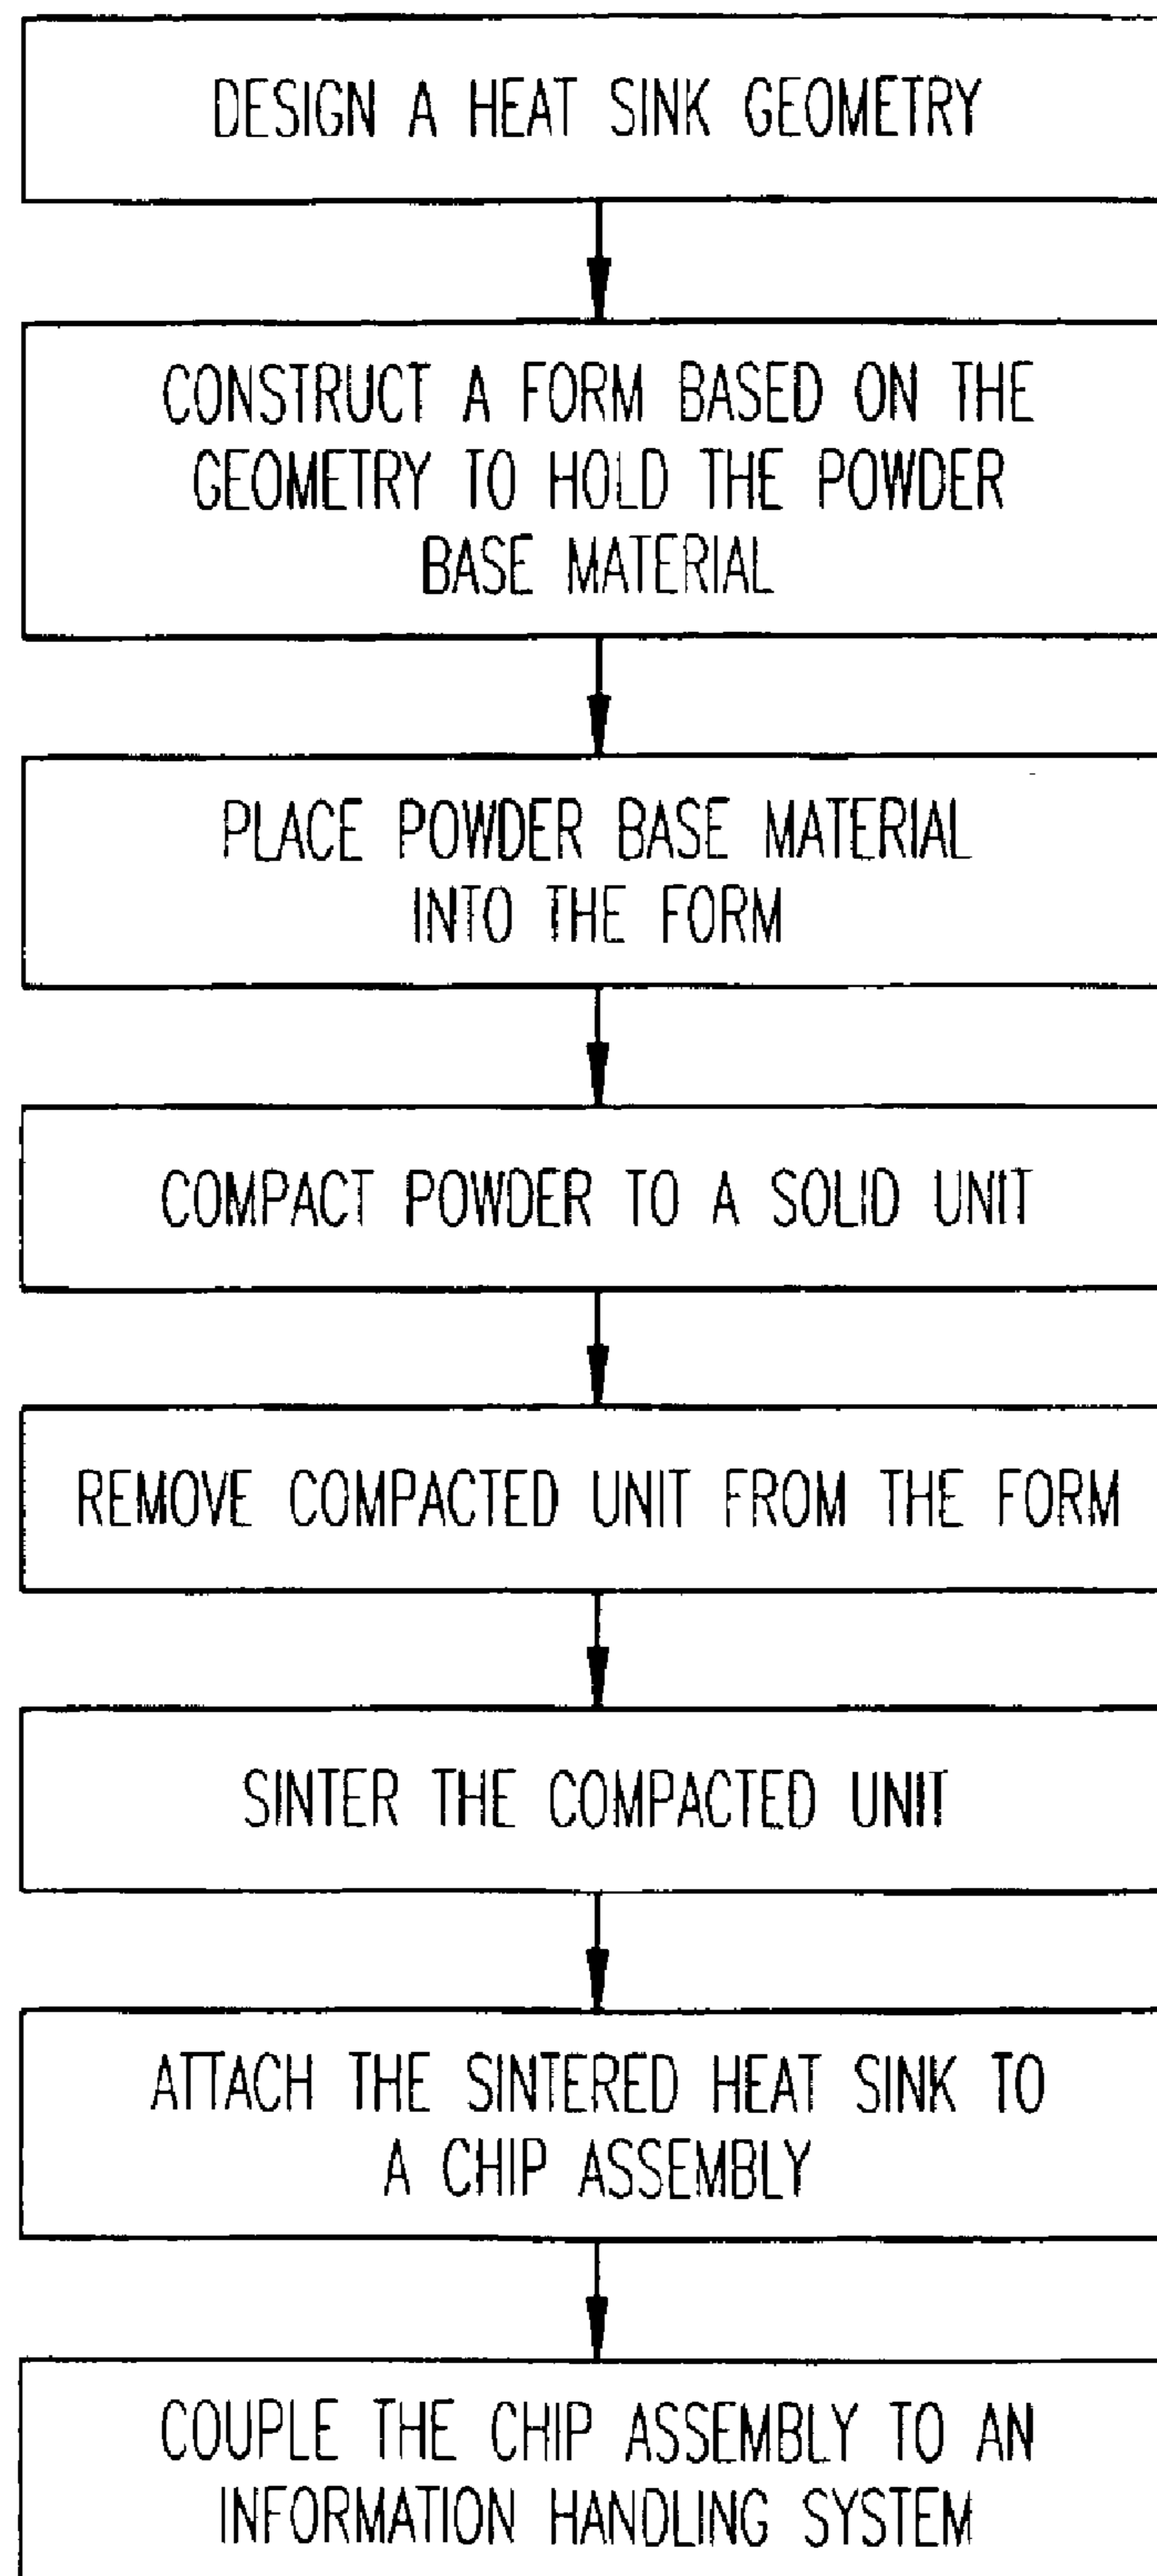 DESIGN A HEAT SINK GEOMETRY
CONSTRUCT A FORM BASED ON THE
GEOMETRY TO HOLD THE POWDER
BASE MATERIAL
PLACE POWDER BASE MATERIAL
INTO THE FORM
COMPACT POWDER TO A SOLID UNIT
REMOVE COMPACTED UNIT FROM THE FORM
SINTER THE COMPACTED UNIT
ATTACH THE SINTERED HEAT SINK TO
A CHIP ASSEMBLY
COUPLE THE CHIP ASSEMBLY TO AN
INFORMATION HANDLING SYSTEM